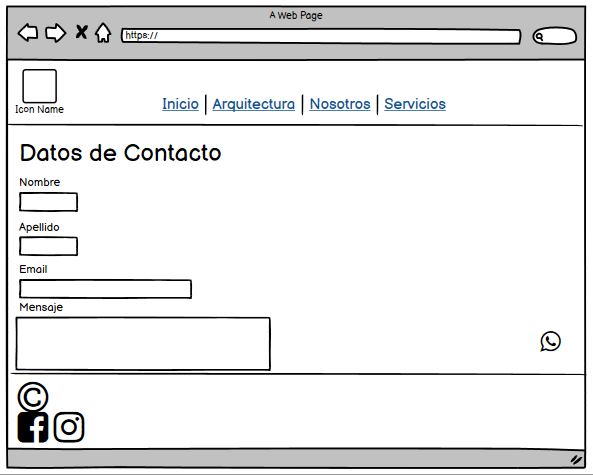 A Web Page
https://
Icon Name
Inicio | Arquitectura | Nosotros | Servicios
Datos de Contacto
Nombre
Apellido
Email
Mensaje
©